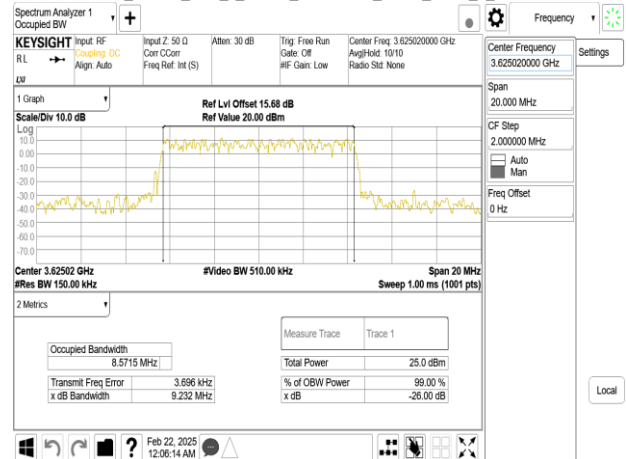 Spectrum Analyzer 1
Occupied BW
Frequency
KEYSIGHT
RL
Input: RF
Coupling: DC
Align: Auto
Input Z: 50 Ω
Corr CCorr
Freq Ref: Int (S)
Atten: 30 dB
Trig: Free Run
Gate: Off
#IF Gain: Low
Center Freq: 3.625020000 GHz
Avg|Hold: 10/10
Radio Std: None
Center Frequency
3.625020000 GHz
Settings
Span
20.000 MHz
CF Step
2.000000 MHz
Auto
Man
Freq Offset
0 Hz
1 Graph
Scale/Div 10.0 dB
Ref Lvl Offset 15.68 dB
Ref Value 20.00 dBm
Log
10.0
0.00
-10.0
-20.0
-30.0
-40.0
-50.0
-60.0
-70.0
Center 3.62502 GHz
#Res BW 150.00 kHz
#Video BW 510.00 kHz
Span 20 MHz
Sweep 1.00 ms (1001 pts)
2 Metrics
Measure Trace Trace 1
Occupied Bandwidth
8.5715 MHz
Total Power 25.0 dBm
Transmit Freq Error 3.696 kHz
% of OBW Power 99.00 %
x dB Bandwidth 9.232 MHz
x dB -26.00 dB
Local
Feb 22, 2025
12:06:14 AM